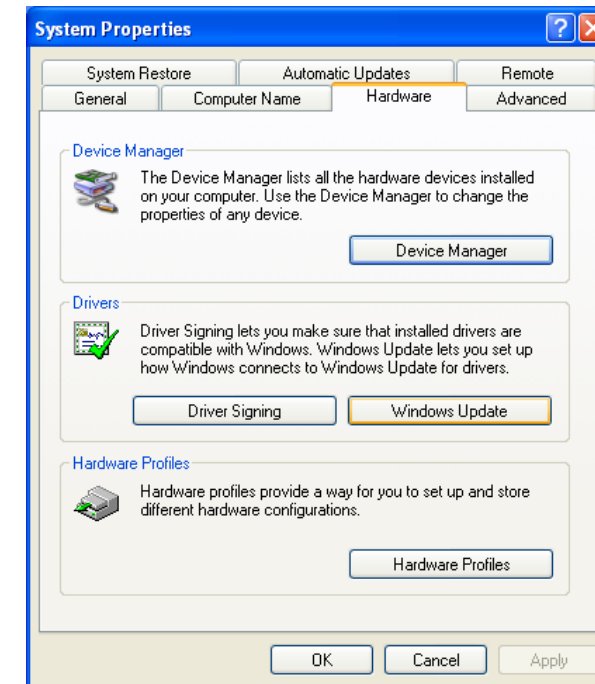 System Properties
System Restore Automatic Updates Remote
General Computer Name Hardware Advanced
Device Manager
The Device Manager lists all the hardware devices installed
on your computer. Use the Device Manager to change the
properties of any device.
Device Manager
Drivers
Driver Signing lets you make sure that installed drivers are
compatible with Windows. Windows Update lets you set up
how Windows connects to Windows Update for drivers.
Driver Signing Windows Update
Hardware Profiles
Hardware profiles provide a way for you to set up and store
different hardware configurations.
Hardware Profiles
OK Cancel Apply